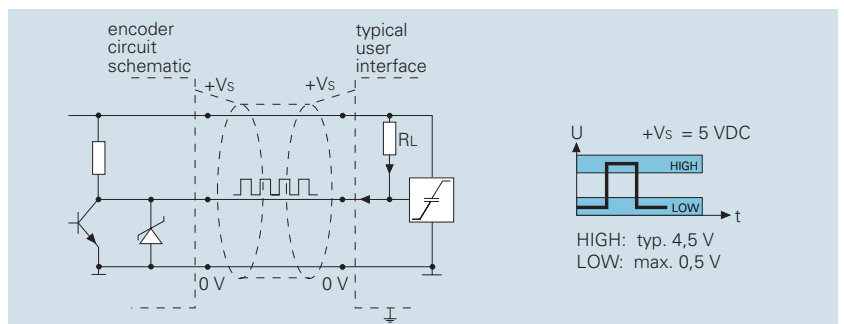 encoder
circuit
schematic
typical
user
interface
+Vs
+Vs
RL
0 V
0 V
U
+Vs = 5 VDC
HIGH
LOW
t
HIGH: typ. 4,5 V
LOW: max. 0,5 V